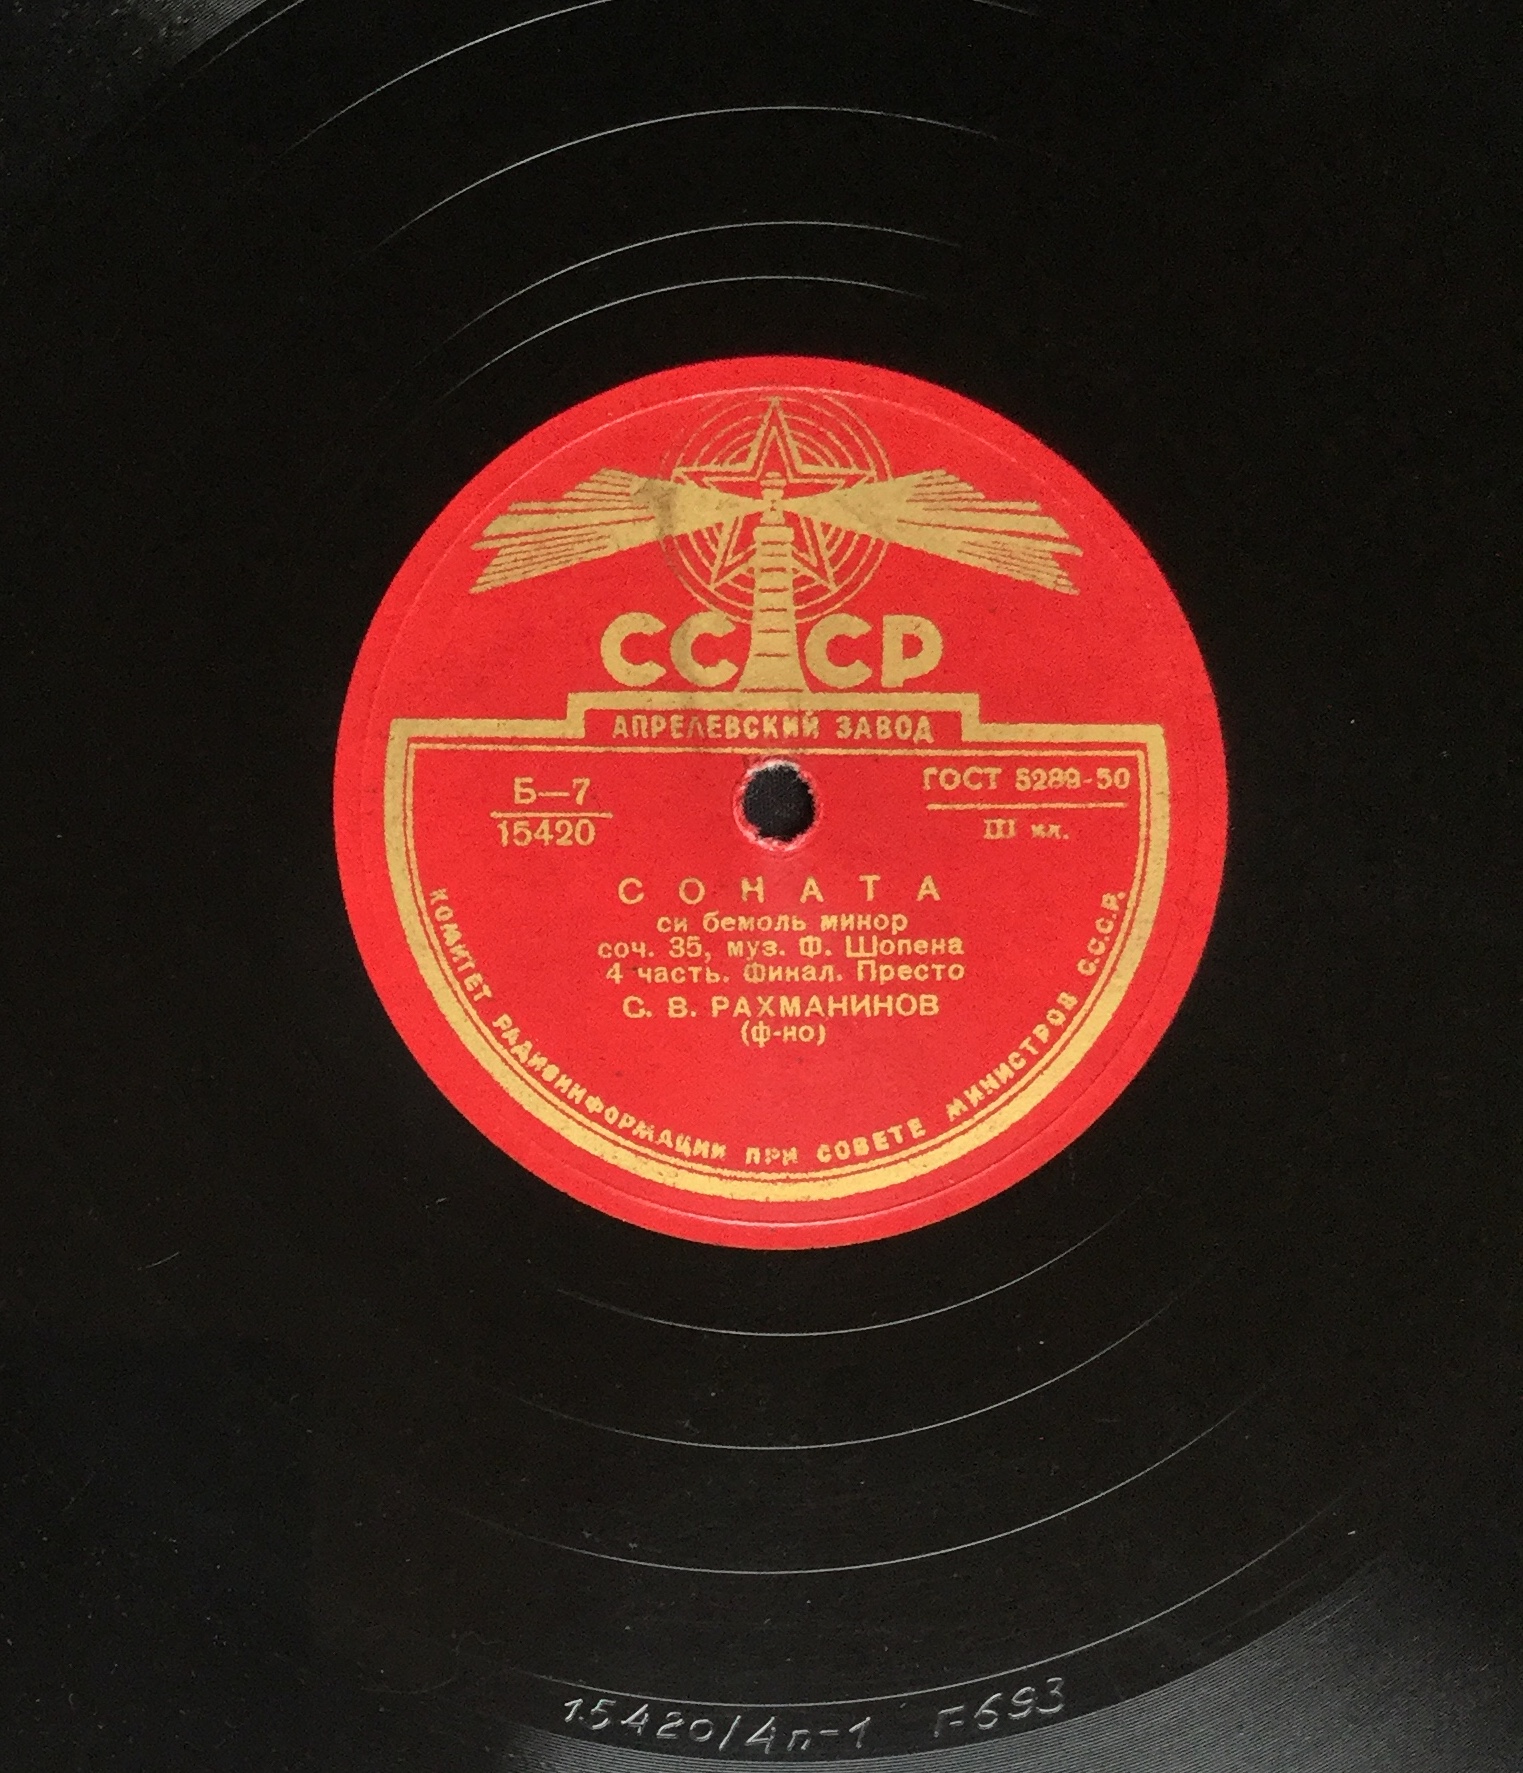 СССР
АПРЕЛЕВСКИЙ ЗАВОД
Б—7
15420
ГОСТ 5289-50
III кл.
СОНАТА
си бемоль минор
соч. 35, муз. Ф. Шопена
4 часть. Финал. Престо
С. В. РАХМАНИНОВ
(ф-но)
КОМИТЕТ РАДИОИНФОРМАЦИИ ПРИ СОВЕТЕ МИНИСТРОВ С.С.С.Р.
15420/4п-1 Г-693